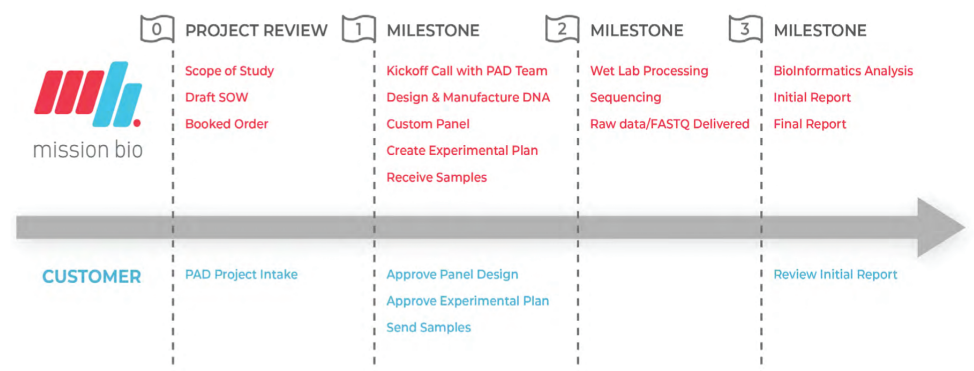 0 PROJECT REVIEW
1 MILESTONE
2 MILESTONE
3 MILESTONE
mission bio
Scope of Study
Draft SOW
Booked Order
Kickoff Call with PAD Team
Design & Manufacture DNA
Custom Panel
Create Experimental Plan
Receive Samples
Wet Lab Processing
Sequencing
Raw data/FASTQ Delivered
BioInformatics Analysis
Initial Report
Final Report
CUSTOMER
PAD Project Intake
Approve Panel Design
Approve Experimental Plan
Send Samples
Review Initial Report